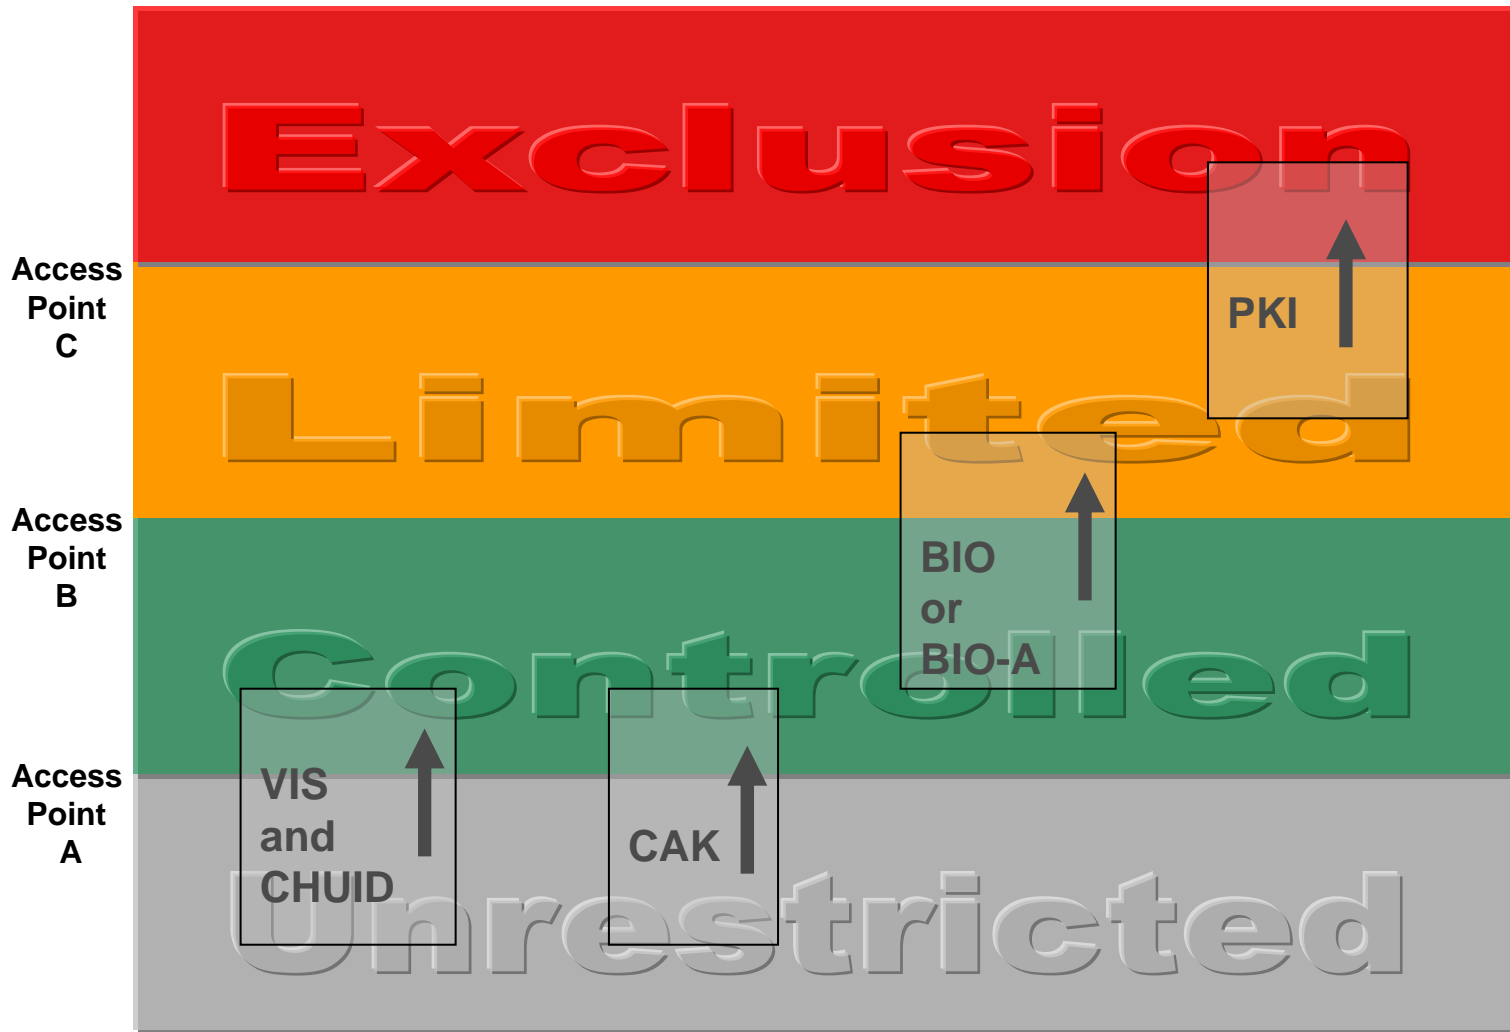 Exclusion
Access
Point
C
PKI
Limited
Access
Point
B
BIO
or
BIO-A
Controlled
Access
Point
A
VIS
and
CHUID
CAK
Unrestricted